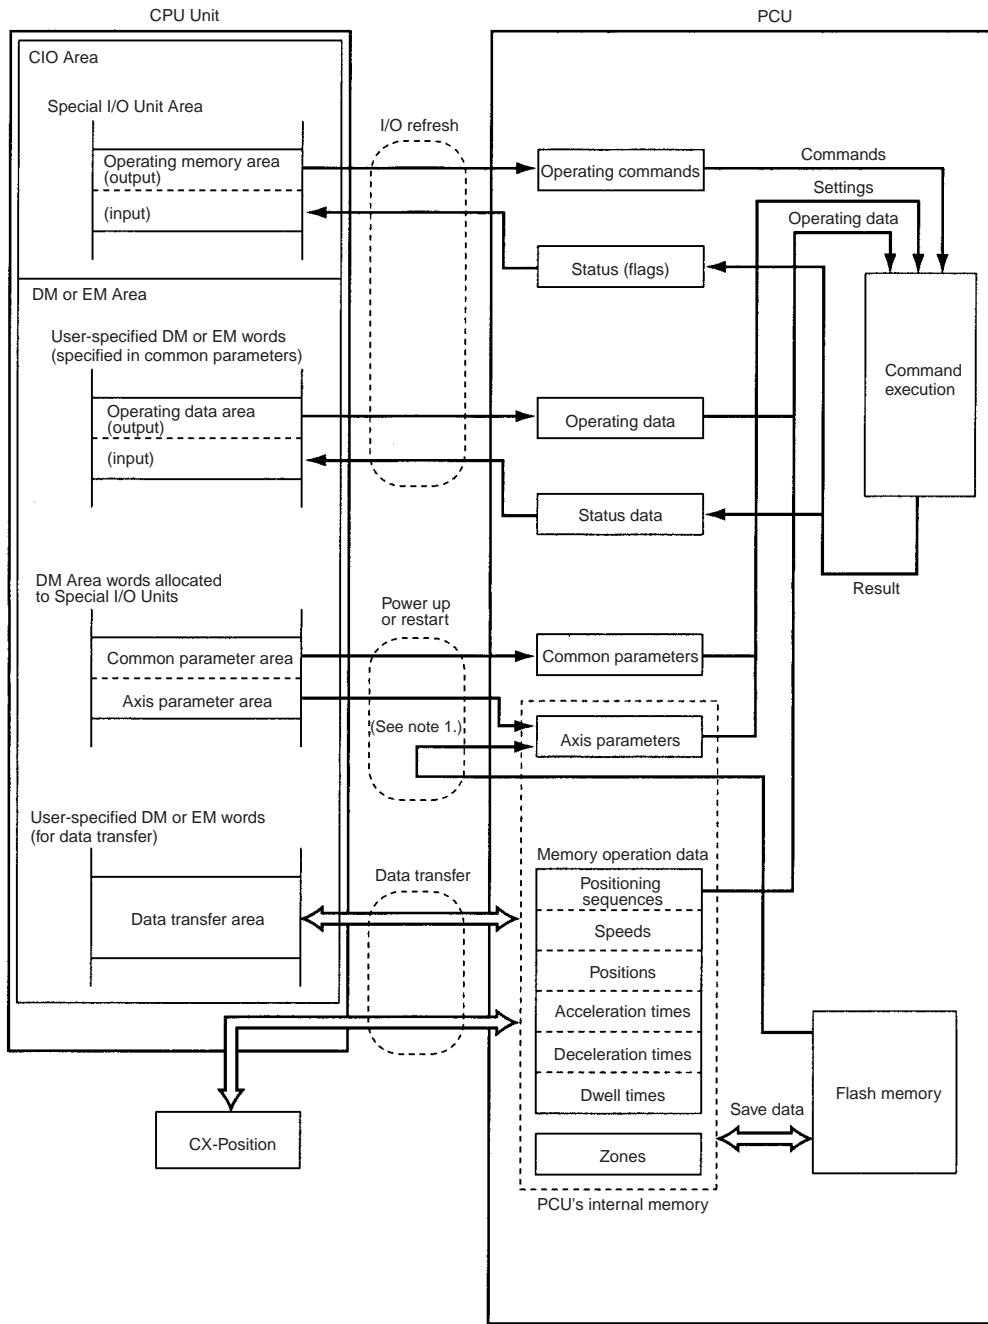 CPU Unit
PCU
CIO Area
Special I/O Unit Area
I/O refresh
Operating memory area
(output)
(input)
Operating commands
Commands
Settings
Operating data
Status (flags)
DM or EM Area
User-specified DM or EM words
(specified in common parameters)
Operating data area
(output)
(input)
Operating data
Command
execution
Status data
Result
DM Area words allocated
to Special I/O Units
Power up
or restart
Common parameter area
Axis parameter area
Common parameters
(See note 1.)
Axis parameters
User-specified DM or EM words
(for data transfer)
Data transfer
Data transfer area
Memory operation data
Positioning
sequences
Speeds
Positions
Acceleration times
Deceleration times
Dwell times
Zones
PCU's internal memory
Save data
Flash memory
CX-Position